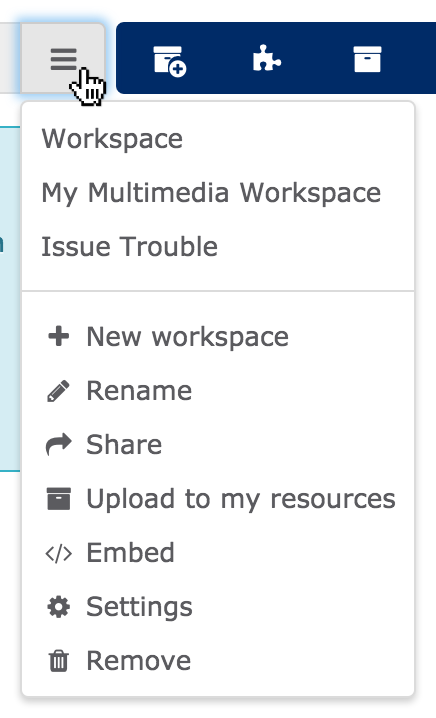 Workspace
My Multimedia Workspace
Issue Trouble
New workspace
Rename
Share
Upload to my resources
Embed
Settings
Remove